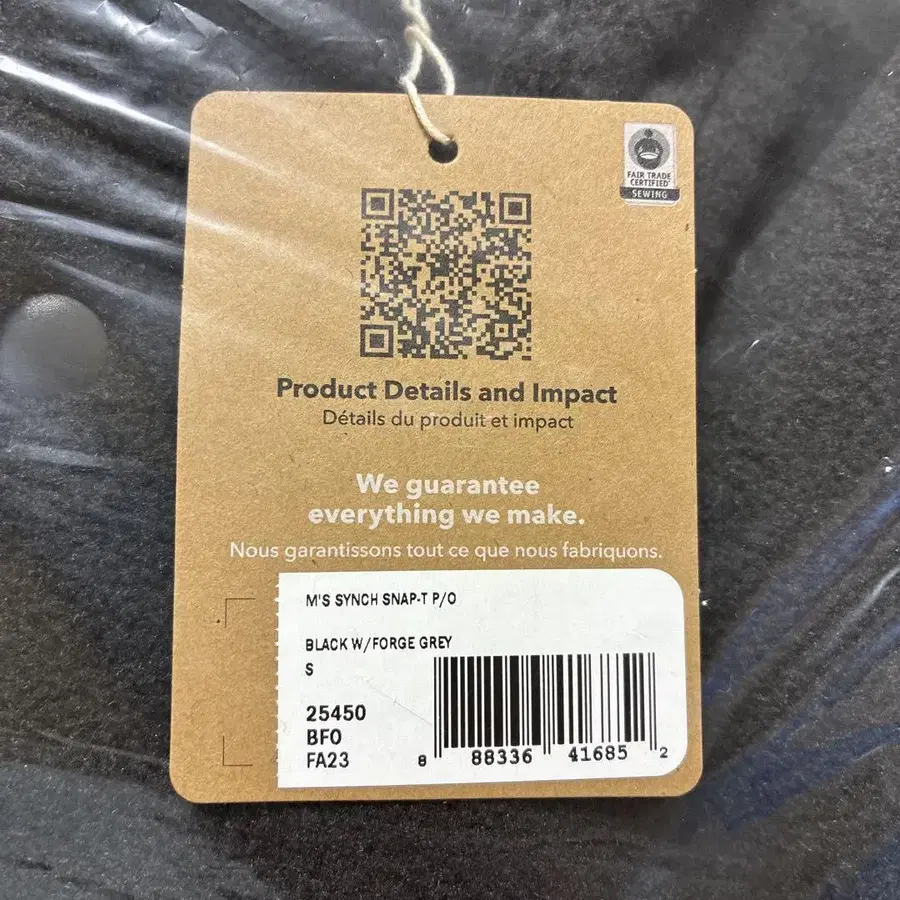 FAIR TRADE
CERTIFIED
SEWING
Product Details and Impact
Détails du produit et impact
We guarantee
everything we make.
Nous garantissons tout ce que nous fabriquons.
M'S SYNCH SNAP-T P/O
BLACK W/FORGE GREY
S
25450
BFO
FA23
8 88336 41685 2